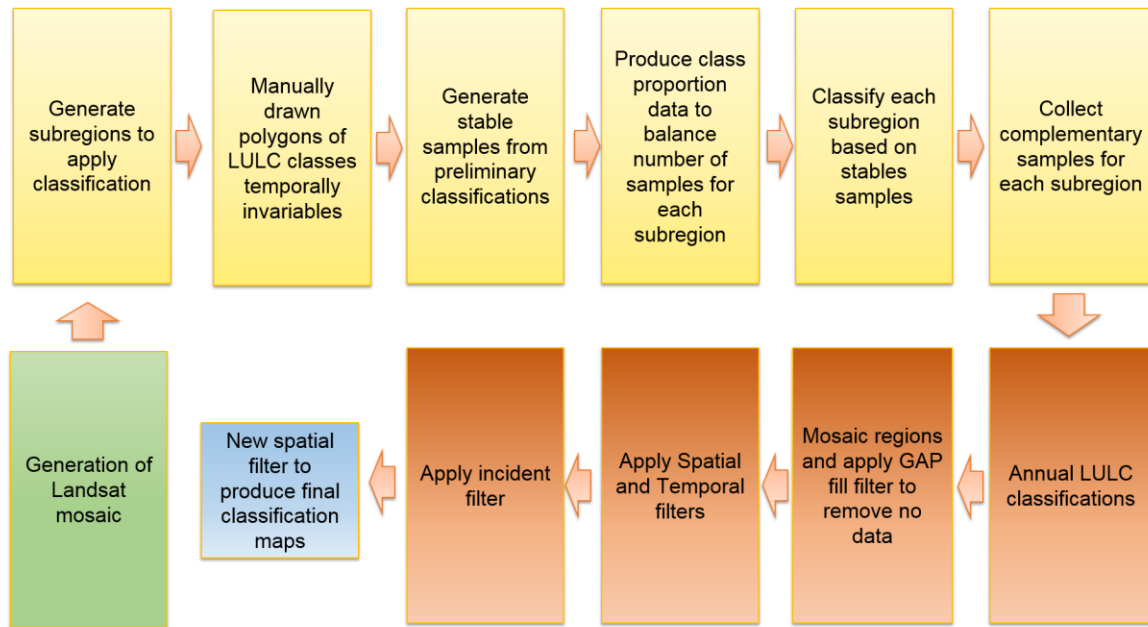 Generate
subregions to
apply
classification
Manually
drawn
polygons of
LULC classes
temporally
invariables
Generate
stable
samples from
preliminary
classifications
Produce class
proportion
data to
balance
number of
samples for
each
subregion
Classify each
subregion
based on
stables
samples
Collect
complementary
samples for
each subregion
Generation of
Landsat
mosaic
New spatial
filter to
produce final
classification
maps
Apply incident
filter
Apply Spatial
and Temporal
filters
Mosaic regions
and apply GAP
fill filter to
remove no
data
Annual LULC
classifications